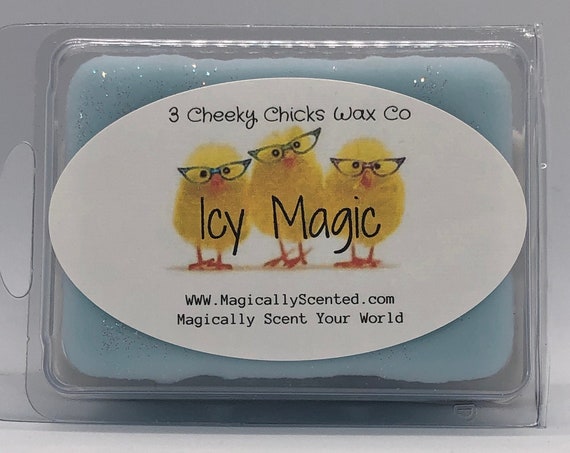 3 Cheeky Chicks Wax Co
Icy Magic
WWW.MagicallyScented.com
Magically Scent Your World